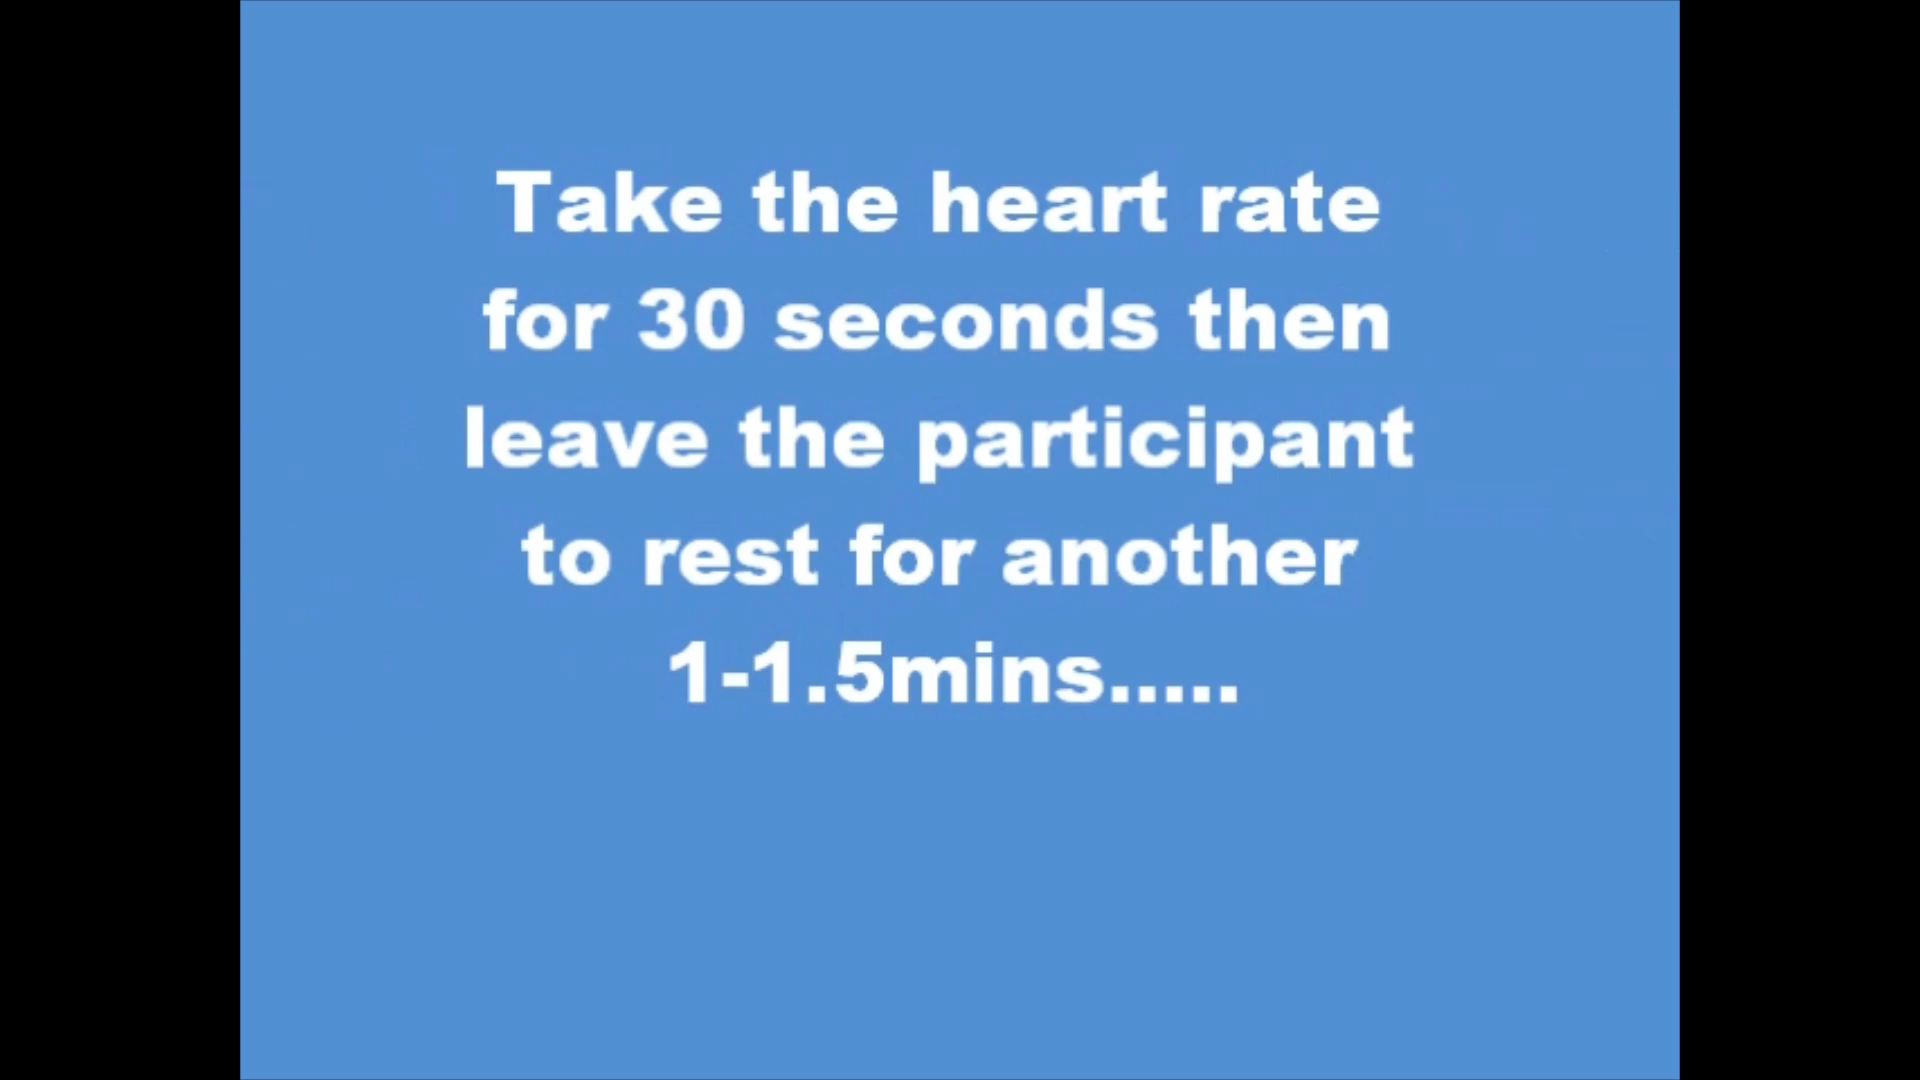 Take the heart rate
for 30 seconds then
leave the participant
to rest for another
1-1.5mins.....